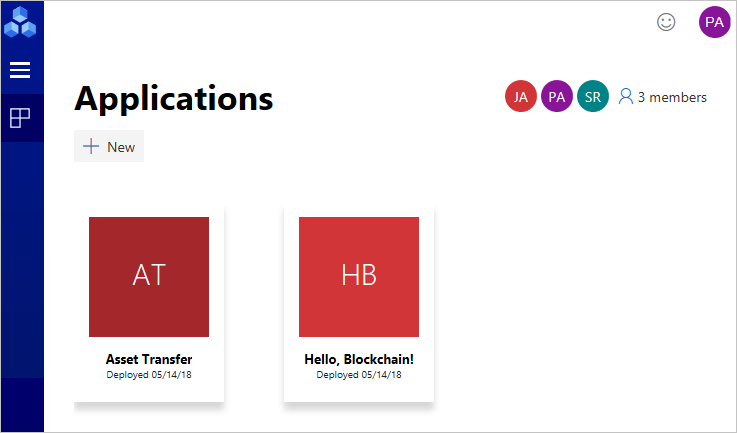 PA
Applications
JA PA SR 3 members
New
AT
HB
Asset Transfer
Deployed 05/14/18
Hello, Blockchain!
Deployed 05/14/18